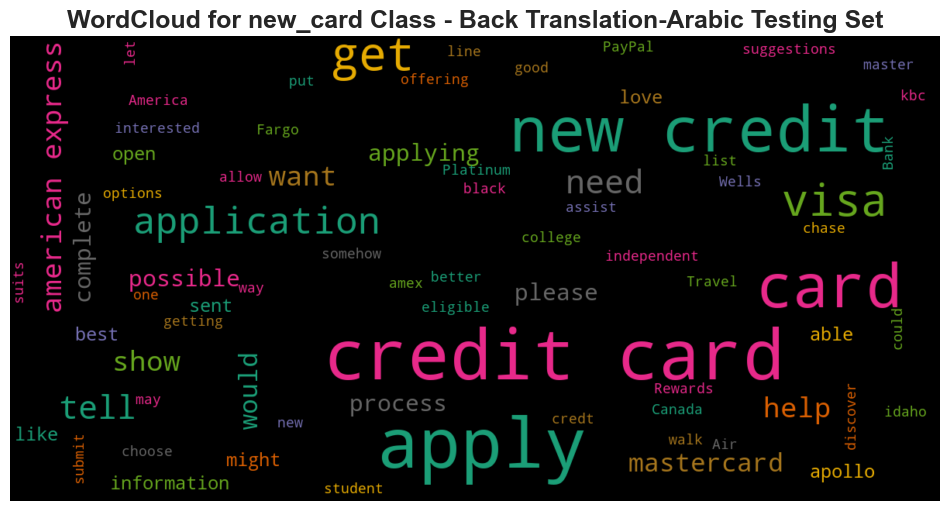 WordCloud for new_card Class - Back Translation-Arabic Testing Set
let
get
line
PayPal
suggestions
put
offering
good
master
America
love
kbc
american express
interested
Fargo
new credit
open
applying
list
Bank
Platinum
allow
want
black
need
Wells
options
visa
complete
application
assist
chase
college
somehow
independent
suits
possible
way
amex
better
Travel
card
one
sent
please
eligible
getting
could
best
able
show
credit card
would
Rewards
tell
may
process
Canada
help
discover
idaho
new
credt
apply
like
submit
choose
might
walk
Air
mastercard
apollo
information
student